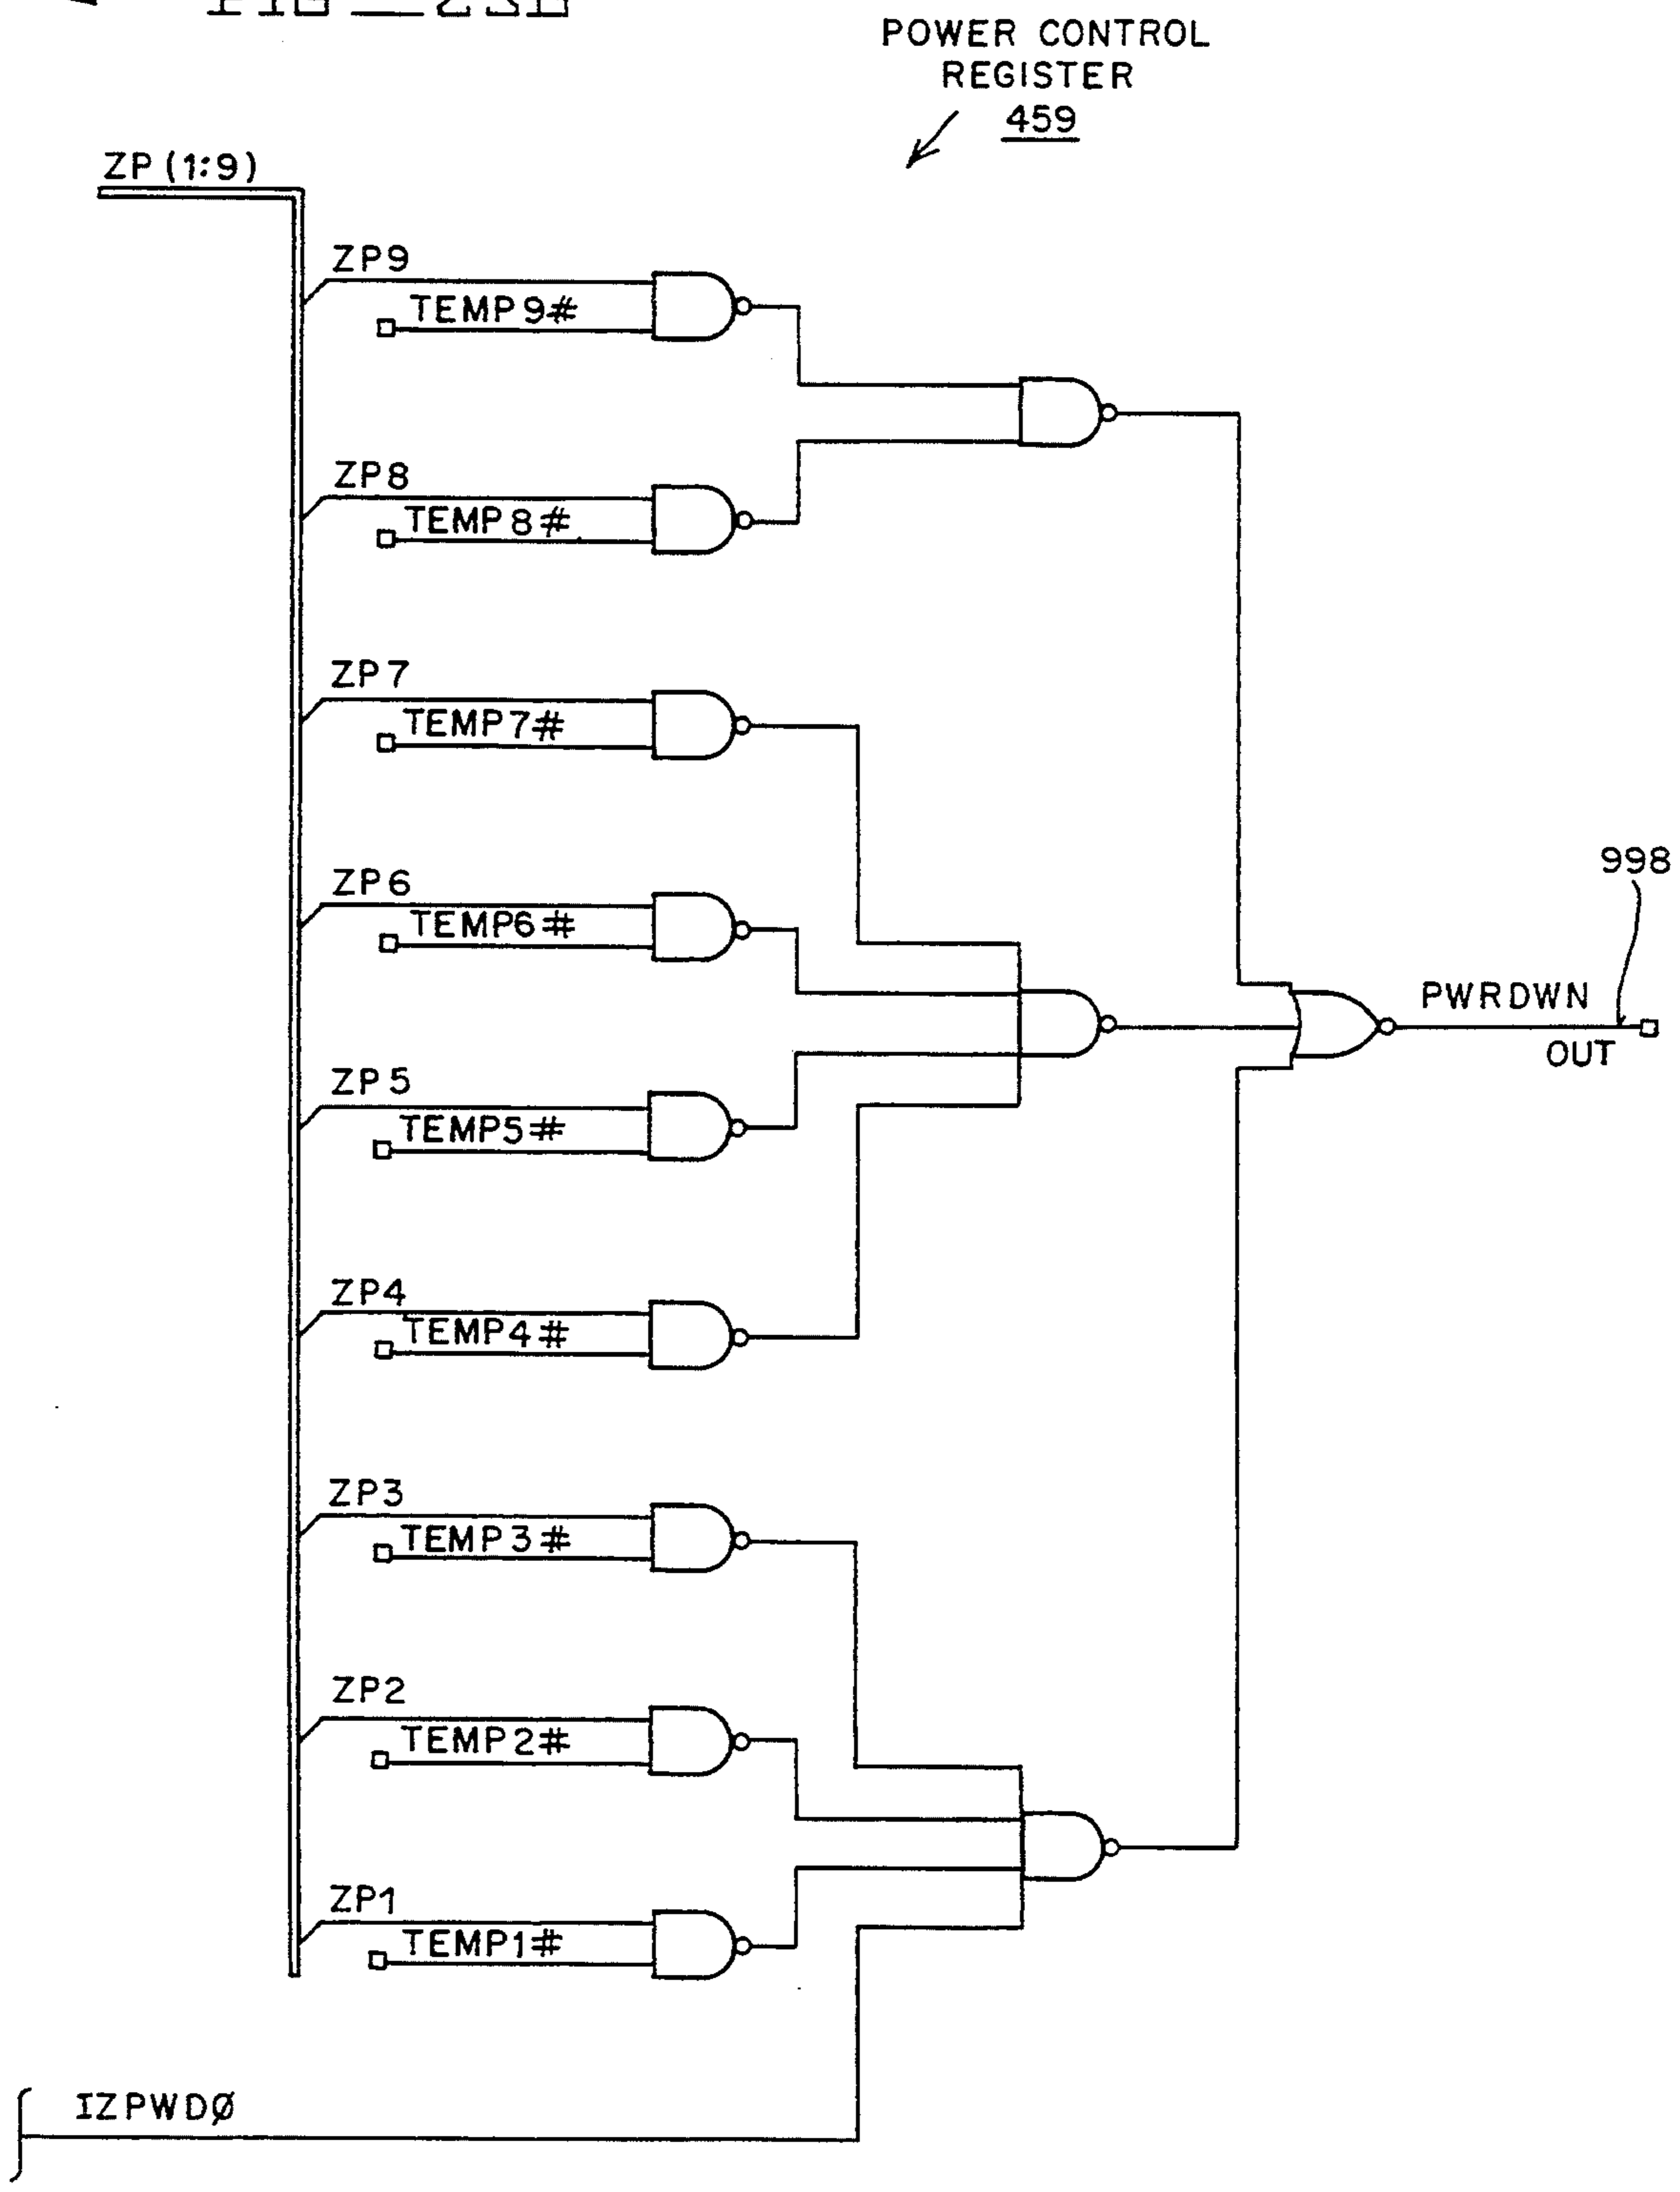 POWER CONTROL
REGISTER
459
ZP (1:9)
ZP9
TEMP9#
ZP8
TEMP8#
ZP7
TEMP7#
ZP6
TEMP6#
998
PWRDWN
OUT
ZP5
TEMP5#
ZP4
TEMP4#
ZP3
TEMP3#
ZP2
TEMP2#
ZP1
TEMP1#
IZPWDØ